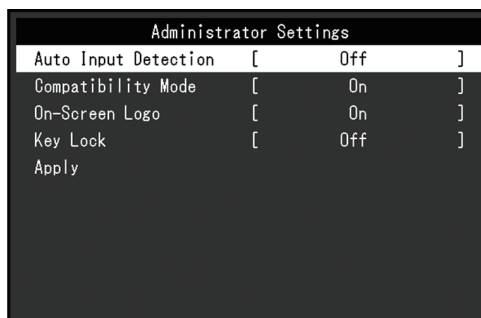 Administrator Settings
Auto Input Detection [ Off ]
Compatibility Mode [ On ]
On-Screen Logo [ On ]
Key Lock [ Off ]
Apply